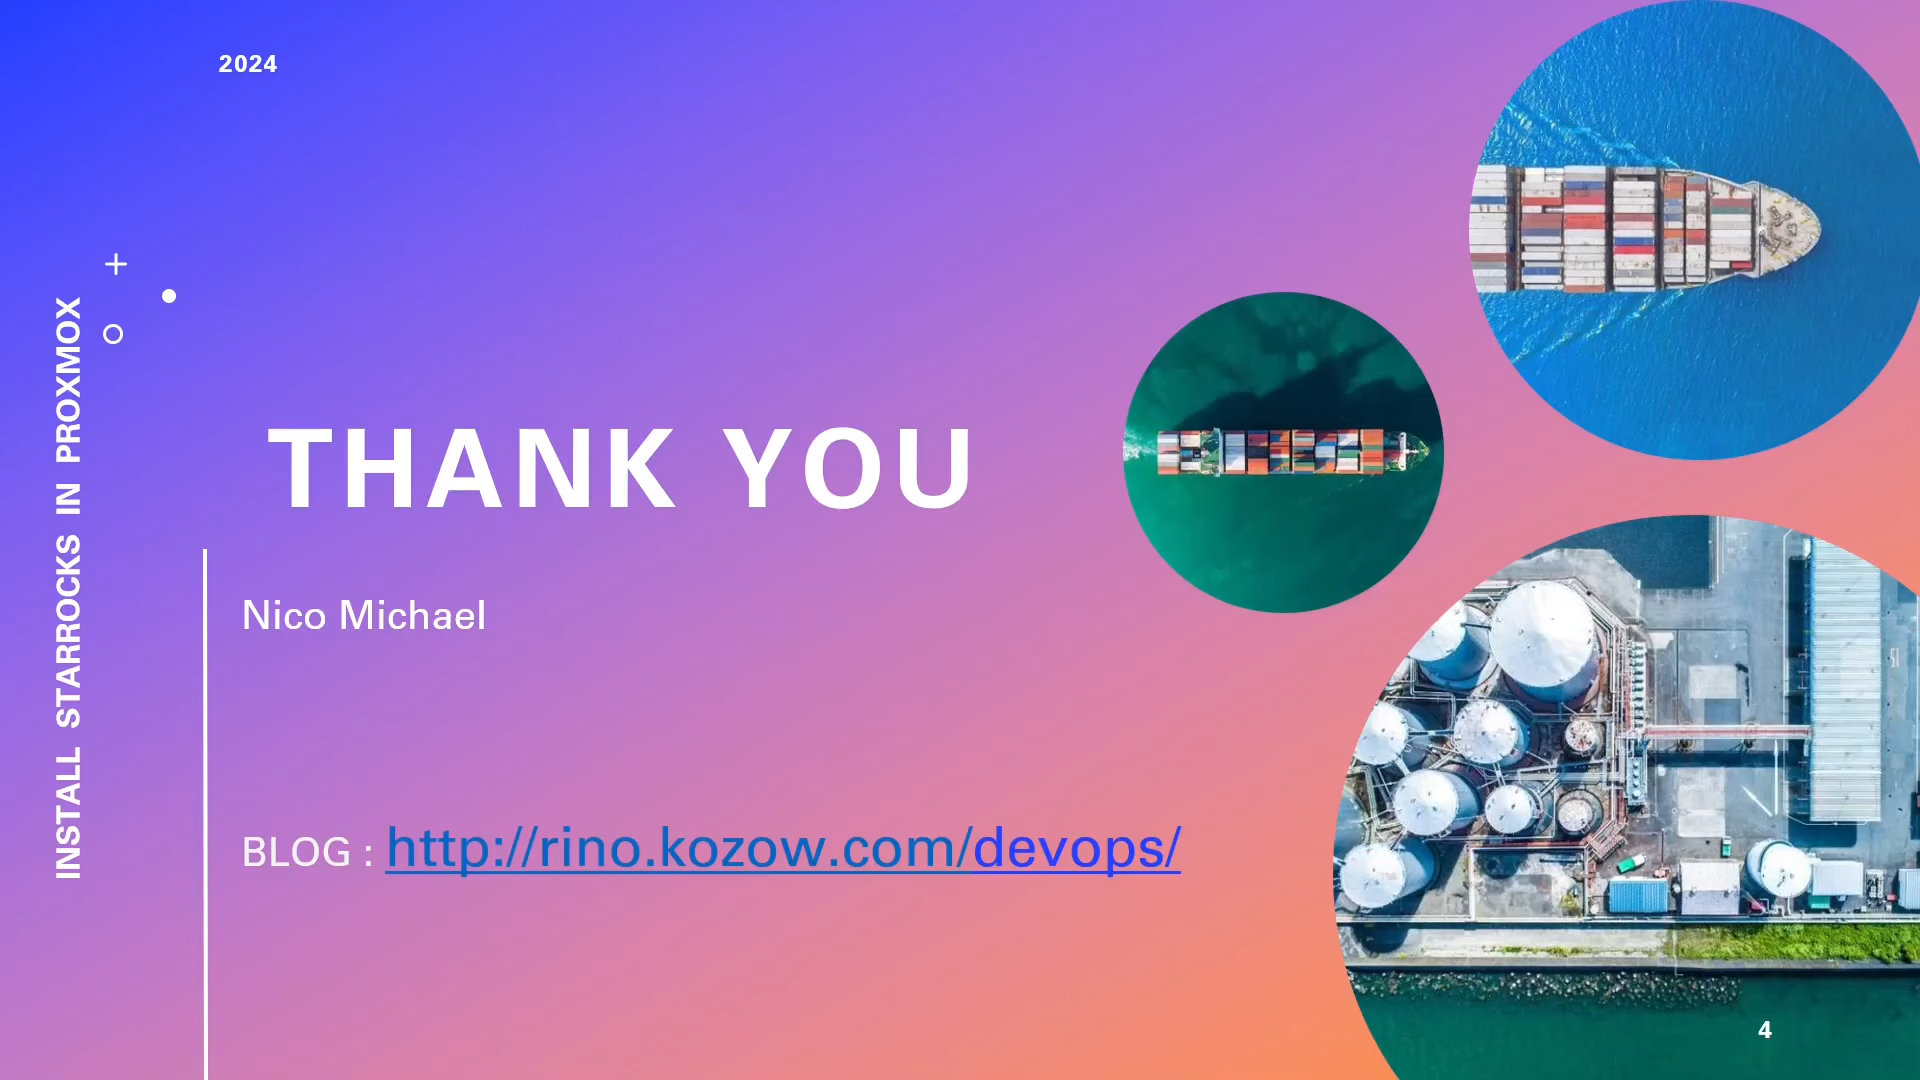 2024
INSTALL STARROCKS IN PROXMOX
THANK YOU
Nico Michael
BLOG : http://rino.kozow.com/devops/
4